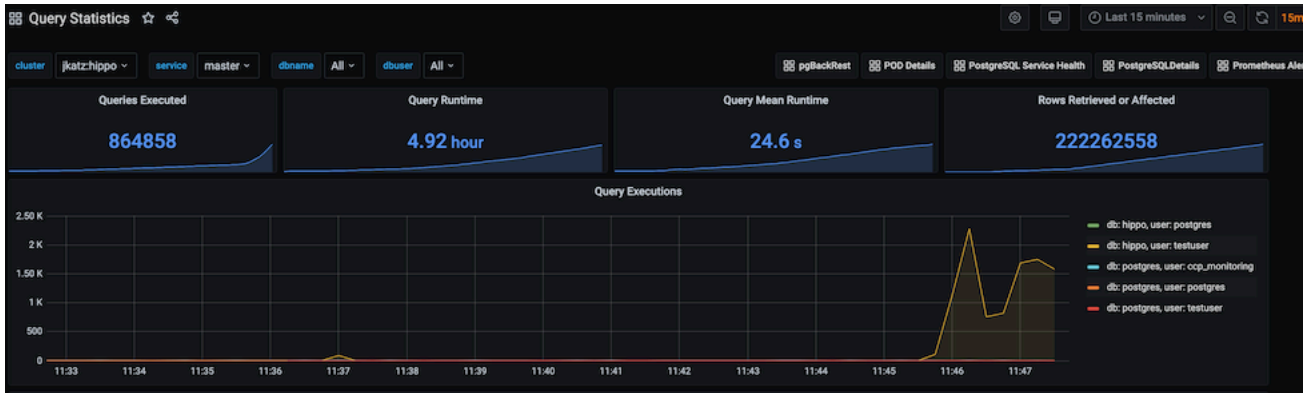 Query Statistics
Last 15 minutes
15m
cluster jkatz:hippo service master dbname All dbuser All
pgBackRest POD Details PostgreSQL Service Health PostgreSQLDetails Prometheus Aler
Queries Executed
864858
Query Runtime
4.92 hour
Query Mean Runtime
24.6 s
Rows Retrieved or Affected
222262558
Query Executions
2.50 K
2 K
1.50 K
1 K
500
0
11:33 11:34 11:35 11:36 11:37 11:38 11:39 11:40 11:41 11:42 11:43 11:44 11:45 11:46 11:47
db: hippo, user: postgres
db: hippo, user: testuser
db: postgres, user: ccp_monitoring
db: postgres, user: postgres
db: postgres, user: testuser